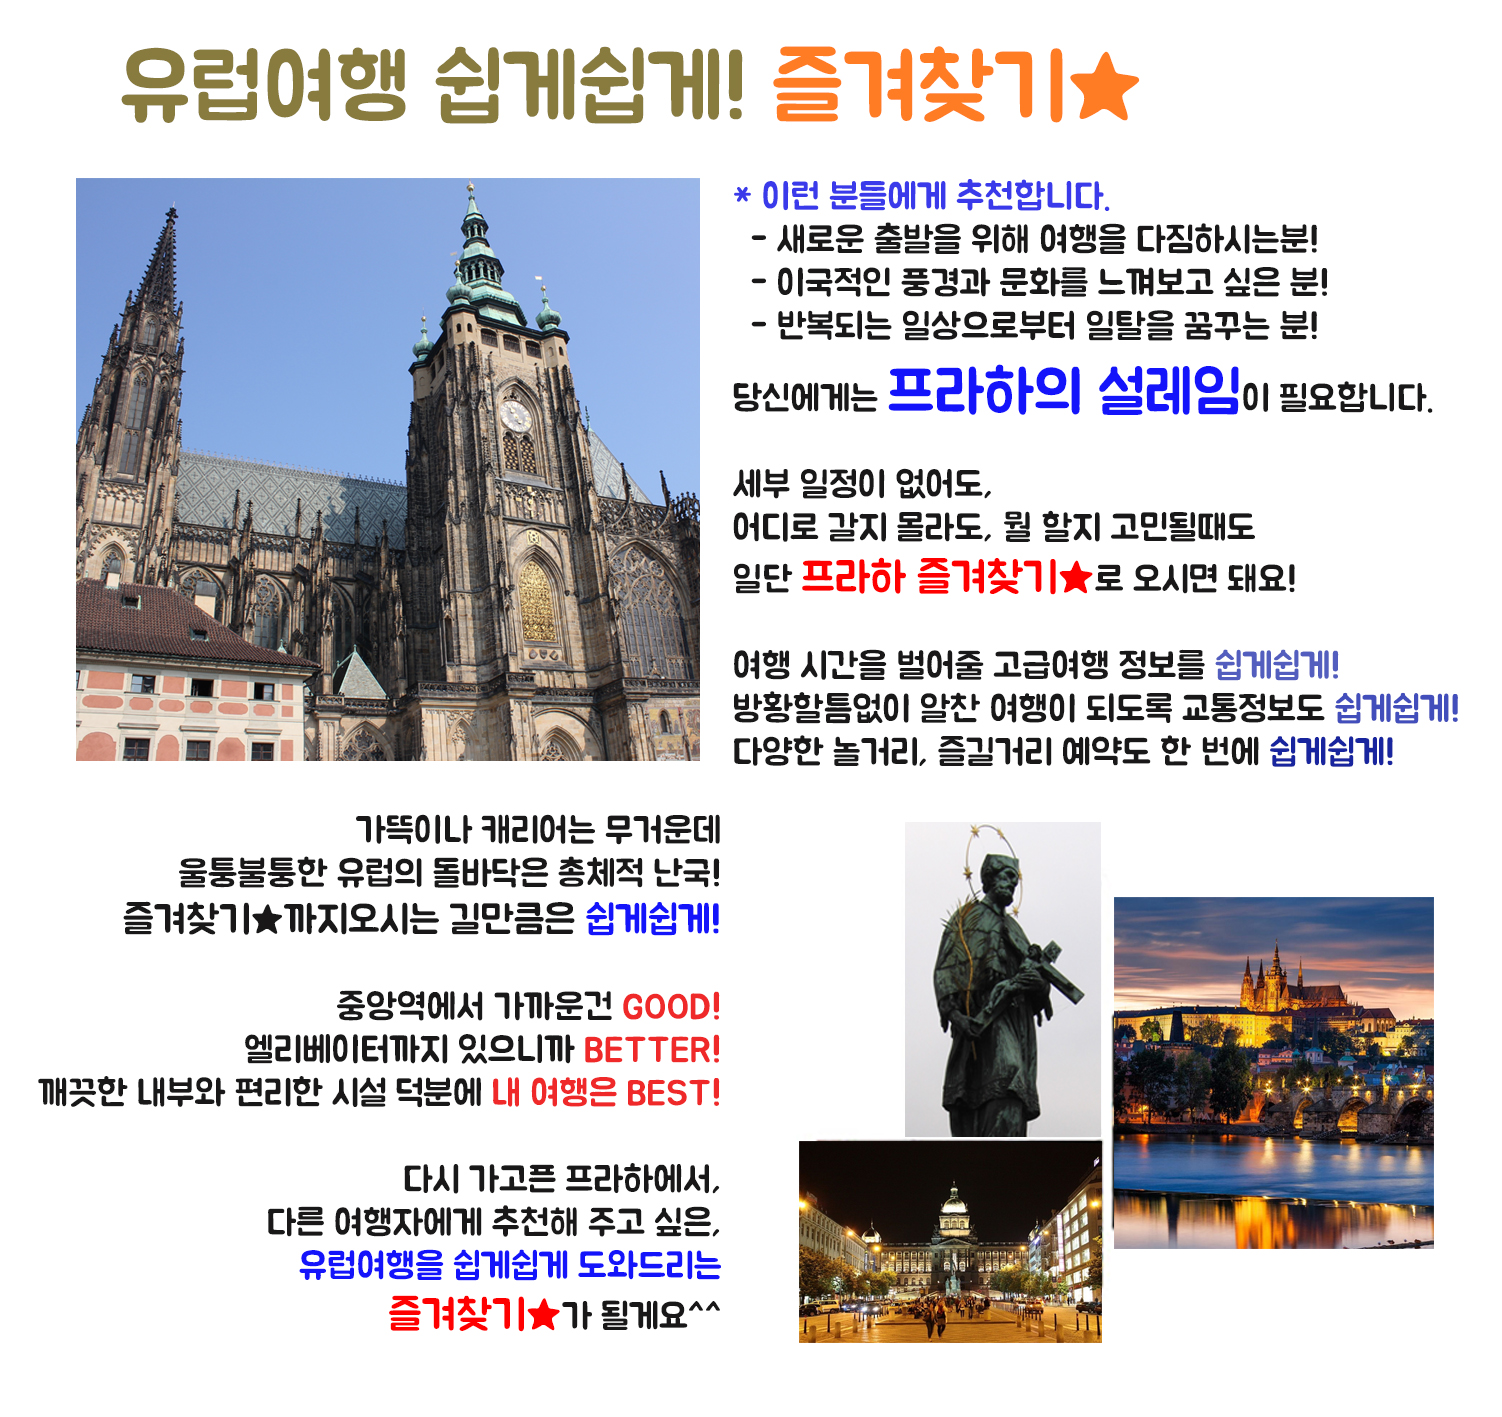 유럽여행 쉽게쉽게! 즐겨찾기★
* 이런 분들에게 추천합니다.
- 새로운 출발을 위해 여행을 다짐하시는분!
- 이국적인 풍경과 문화를 느껴보고 싶은 분!
- 반복되는 일상으로부터 일탈을 꿈꾸는 분!
당신에게는 프라하의 설레임이 필요합니다.
세부 일정이 없어도,
어디로 갈지 몰라도, 뭘 할지 고민될때도
일단 프라하 즐겨찾기★로 오시면 돼요!
여행 시간을 벌어줄 고급여행 정보를 쉽게쉽게!
방황할틈없이 알찬 여행이 되도록 교통정보도 쉽게쉽게!
다양한 놀거리, 즐길거리 예약도 한 번에 쉽게쉽게!
가뜩이나 캐리어는 무거운데
울퉁불퉁한 유럽의 돌바닥은 총체적 난국!
즐겨찾기★까지오시는 길만큼은 쉽게쉽게!
중앙역에서 가까운건 GOOD!
엘리베이터까지 있으니까 BETTER!
깨끗한 내부와 편리한 시설 덕분에 내 여행은 BEST!
다시 가고픈 프라하에서,
다른 여행자에게 추천해 주고 싶은,
유럽여행을 쉽게쉽게 도와드리는
즐겨찾기★가 될게요^^